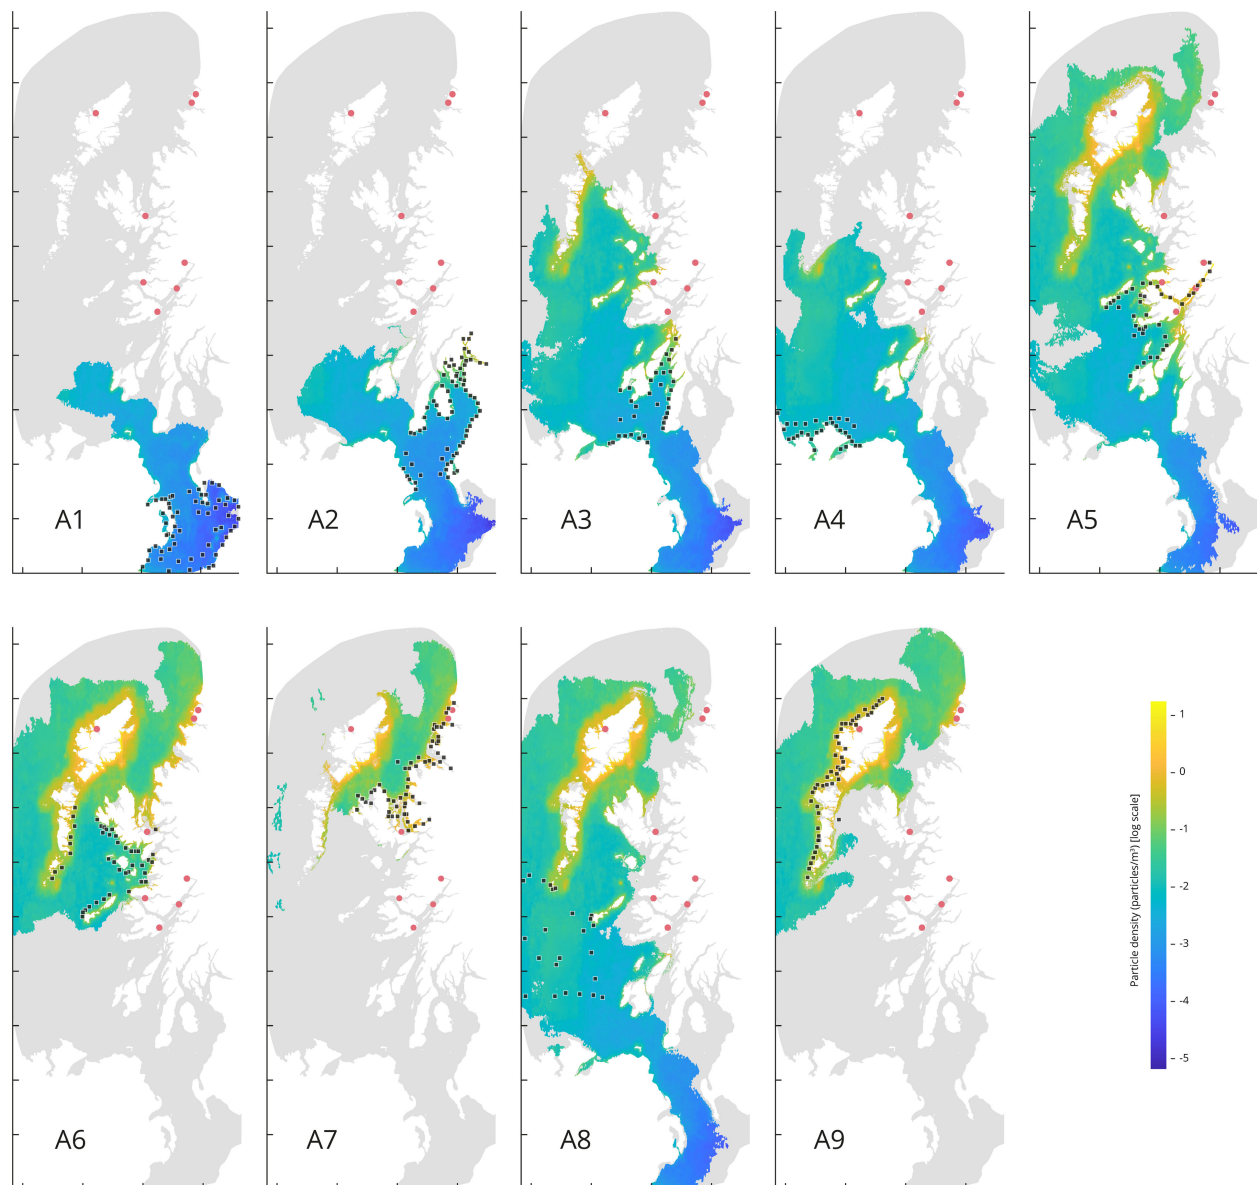 A1
A2
A3
A4
A5
A6
A7
A8
A9
Particle density (particles/m³) [log scale]
1
0
-1
-2
-3
-4
-5